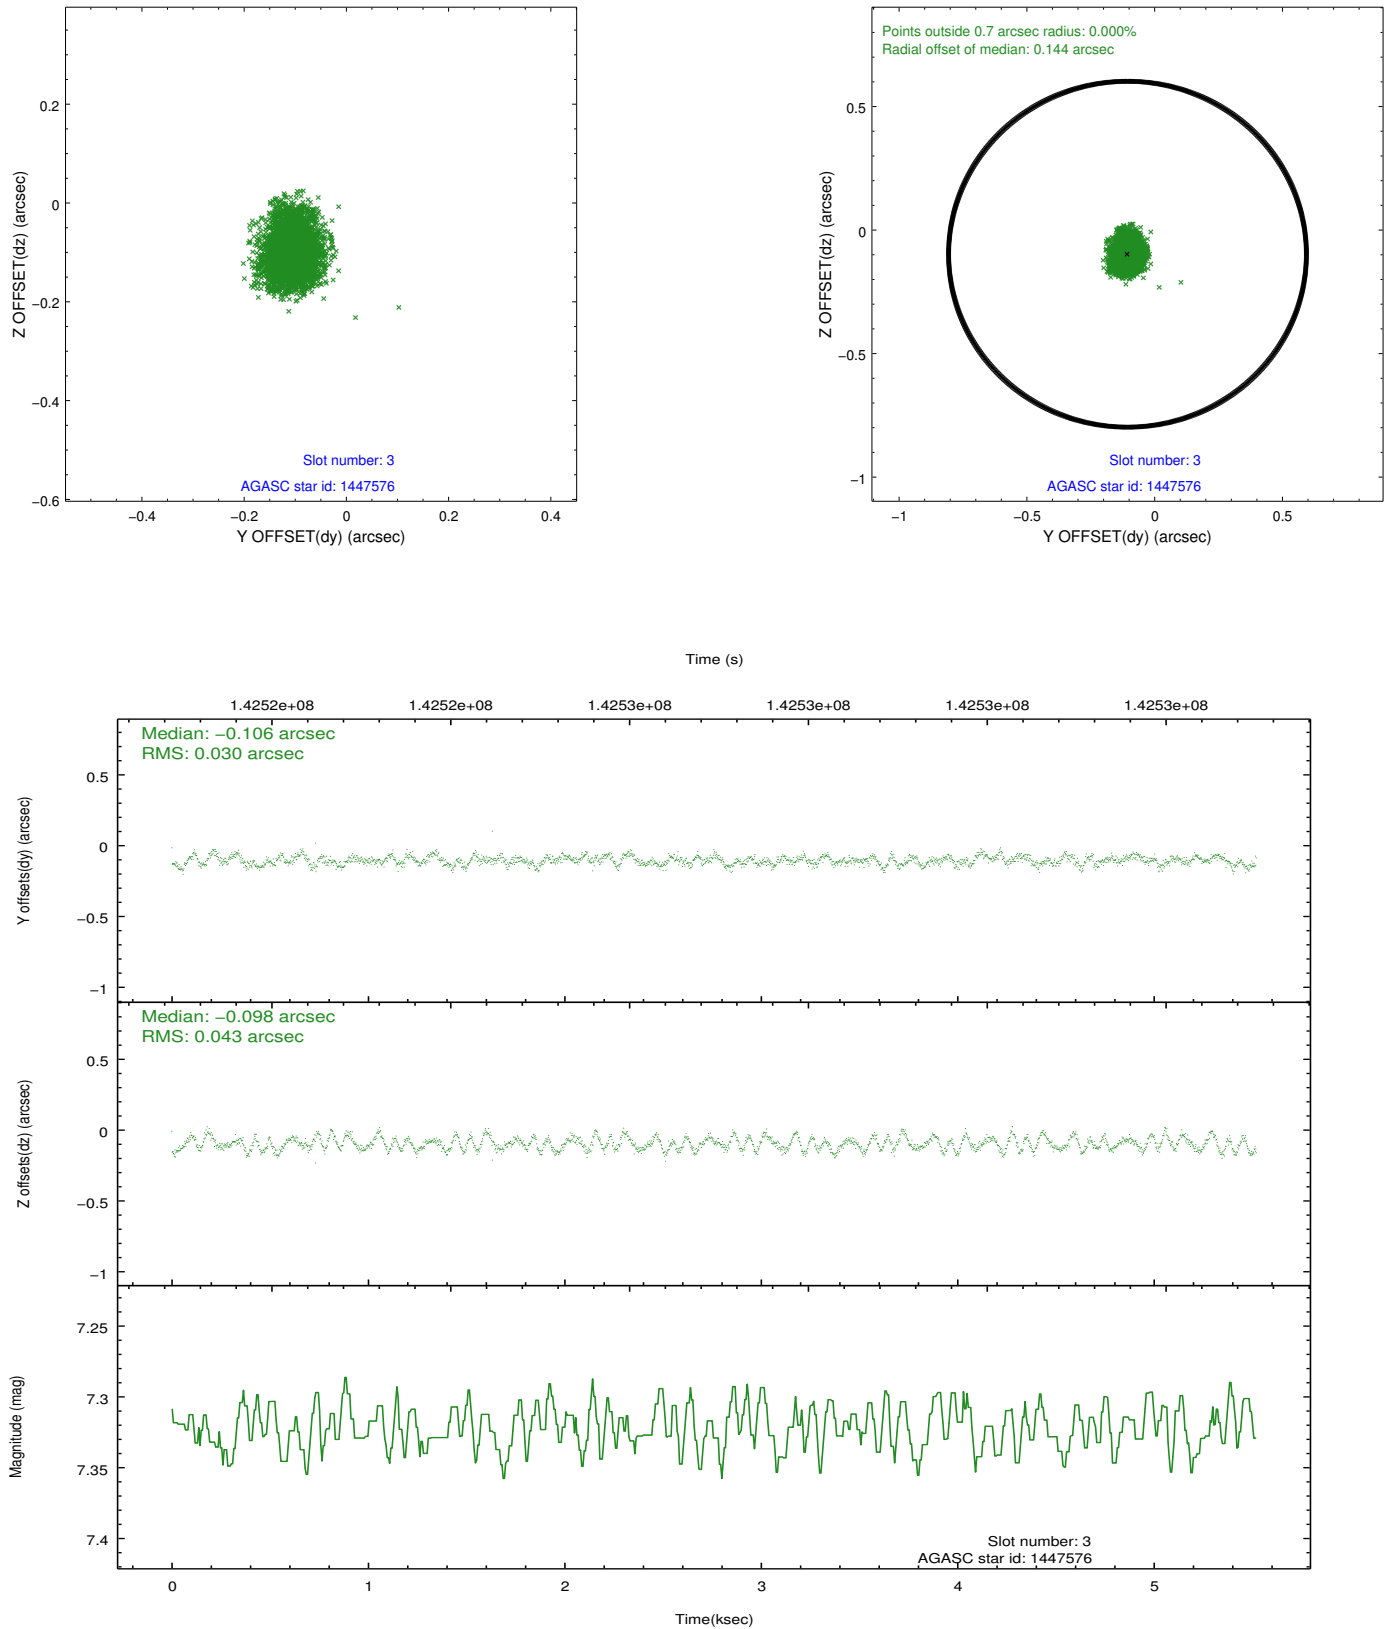 0.2
0
−0.2
−0.4
−0.6
Z OFFSET(dz) (arcsec)
Slot number: 3
AGASC star id: 1447576
−0.4
−0.2
0
0.2
0.4
Y OFFSET(dy) (arcsec)
Points outside 0.7 arcsec radius: 0.000%
Radial offset of median: 0.144 arcsec
0.5
0
−0.5
−1
Z OFFSET(dz) (arcsec)
Slot number: 3
AGASC star id: 1447576
−1
−0.5
0
0.5
Y OFFSET(dy) (arcsec)
Time (s)
1.4252e+08
1.4252e+08
1.4253e+08
1.4253e+08
1.4253e+08
1.4253e+08
Median: −0.106 arcsec
RMS: 0.030 arcsec
0.5
0
−0.5
−1
Y offsets(dy) (arcsec)
Median: −0.098 arcsec
RMS: 0.043 arcsec
0.5
0
−0.5
−1
Z offsets(dz) (arcsec)
7.25
7.3
7.35
7.4
Magnitude (mag)
Slot number: 3
AGASC star id: 1447576
0
1
2
3
4
5
Time(ksec)